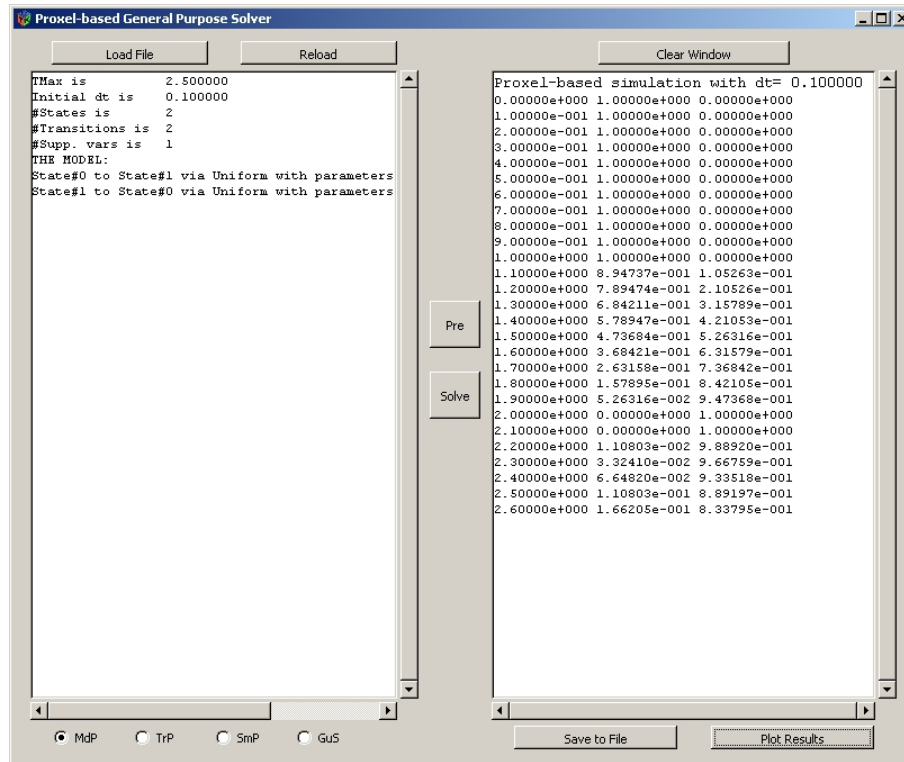 Proxel-based General Purpose Solver
Load File
Reload
Clear Window
TMax is 2.500000
Initial dt is 0.100000
#States is 2
#Transitions is 2
#Supp. vars is 1
THE MODEL:
State#0 to State#1 via Uniform with parameters
State#1 to State#0 via Uniform with parameters
Pre
Solve
Proxel-based simulation with dt= 0.100000
0.00000e+000 1.00000e+000 0.00000e+000
1.00000e-001 1.00000e+000 0.00000e+000
2.00000e-001 1.00000e+000 0.00000e+000
3.00000e-001 1.00000e+000 0.00000e+000
4.00000e-001 1.00000e+000 0.00000e+000
5.00000e-001 1.00000e+000 0.00000e+000
6.00000e-001 1.00000e+000 0.00000e+000
7.00000e-001 1.00000e+000 0.00000e+000
8.00000e-001 1.00000e+000 0.00000e+000
9.00000e-001 1.00000e+000 0.00000e+000
1.00000e+000 1.00000e+000 0.00000e+000
1.10000e+000 8.94737e-001 1.05263e-001
1.20000e+000 7.89474e-001 2.10526e-001
1.30000e+000 6.84211e-001 3.15789e-001
1.40000e+000 5.78947e-001 4.21053e-001
1.50000e+000 4.73684e-001 5.26316e-001
1.60000e+000 3.68421e-001 6.31579e-001
1.70000e+000 2.63158e-001 7.36842e-001
1.80000e+000 1.57895e-001 8.42105e-001
1.90000e+000 5.26316e-002 9.47368e-001
2.00000e+000 0.00000e+000 1.00000e+000
2.10000e+000 0.00000e+000 1.00000e+000
2.20000e+000 1.10803e-002 9.88920e-001
2.30000e+000 3.32410e-002 9.66759e-001
2.40000e+000 6.64820e-002 9.33518e-001
2.50000e+000 1.10803e-001 8.89197e-001
2.60000e+000 1.66205e-001 8.33795e-001
MdP
TrP
SmP
GuS
Save to File
Plot Results